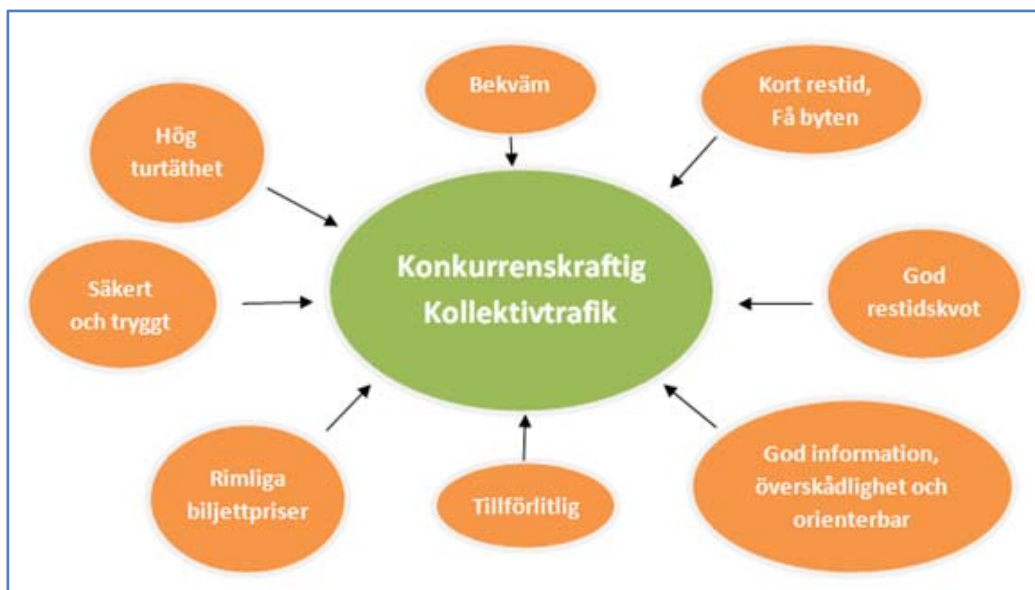 Bekväm
Kort restid,
Få byten
Hög
turtäthet
Konkurrenskraftig
Kollektivtrafik
Säkert
och tryggt
God
restidskvot
Rimliga
biljettpriser
Tillförlitlig
God information,
överskådlighet och
orienterbar